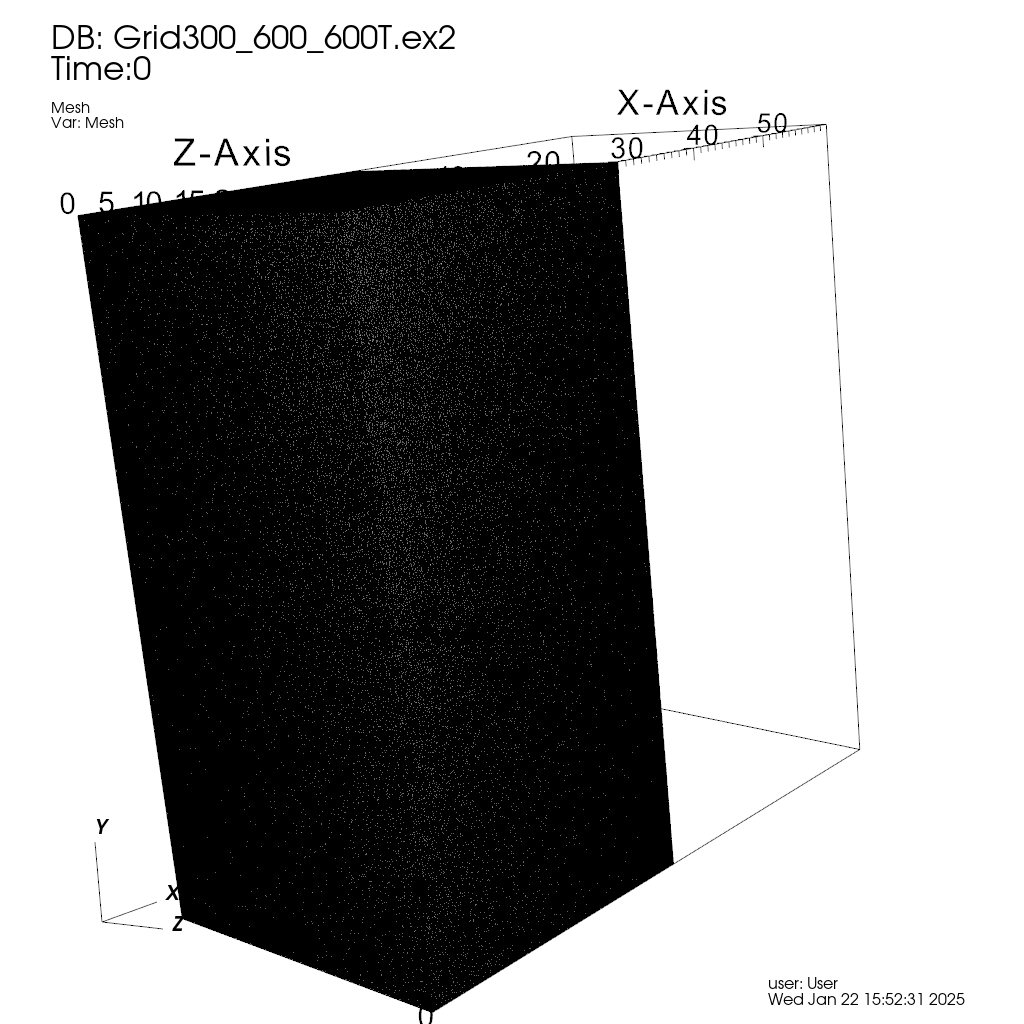 DB: Grid300_600_600T.ex2
Time:0
Mesh
Var: Mesh
X-Axis
Z-Axis
20 30 40 50
0 5 10 15
Y
X
Z
0
user: User
Wed Jan 22 15:52:31 2025